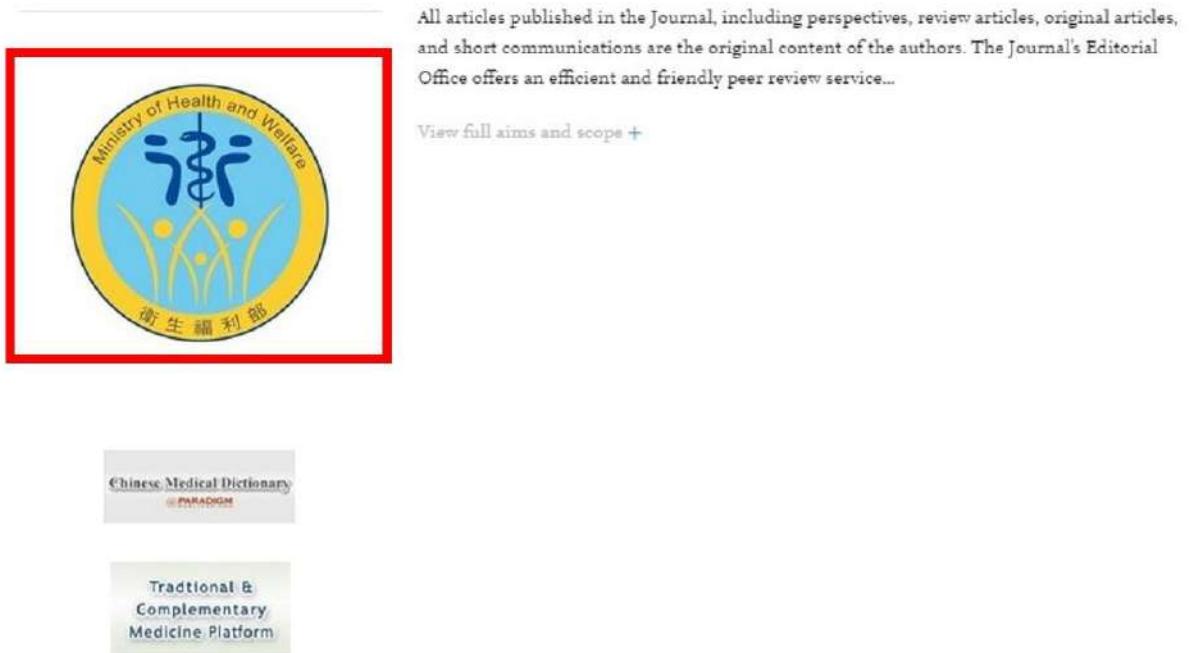 All articles published in the Journal, including perspectives, review articles, original articles,
and short communications are the original content of the authors. The Journal's Editorial
Office offers an efficient and friendly peer review service...
View full aims and scope +
Ministry of Health and Welfare
衛生福利部
Chinese Medical Dictionary
PARADIGM
Tradtional &
Complementary
Medicine Platform